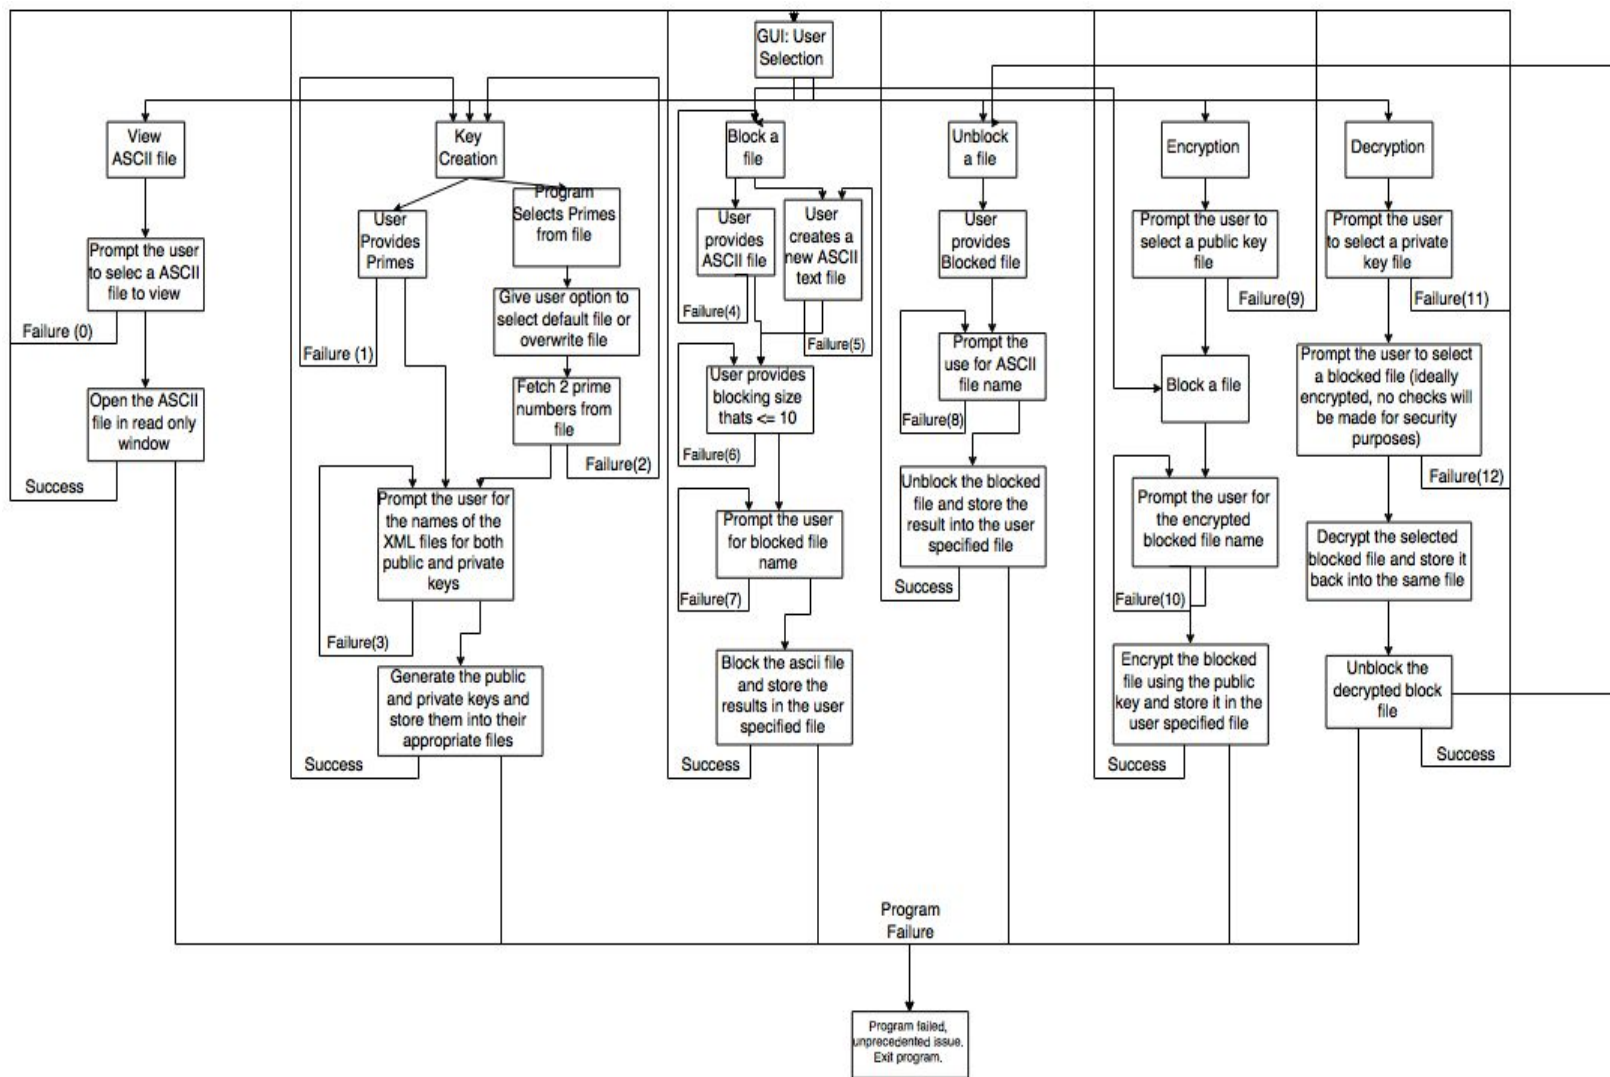 GUI: User
Selection
View
ASCII file
Prompt the user
to selec a ASCII
file to view
Failure (0)
Open the ASCII
file in read only
window
Success
Key
Creation
User
Provides
Primes
Failure (1)
Program
Selects Primes
from file
Give user option to
select default file or
overwrite file
Fetch 2 prime
numbers from
file
Failure(2)
Prompt the user for
the names of the
XML files for both
public and private
keys
Failure(3)
Generate the public
and private keys and
store them into their
appropriate files
Success
Block a
file
User
provides
ASCII file
Failure(4)
User
creates a
new ASCII
text file
Failure(5)
User provides
blocking size
thats <= 10
Failure(6)
Prompt the user
for blocked file
name
Failure(7)
Block the ascii file
and store the
results in the user
specified file
Success
Unblock
a file
User
provides
Blocked file
Prompt the
use for ASCII
file name
Failure(8)
Unblock the blocked
file and store the
result into the user
specified file
Success
Encryption
Prompt the user to
select a public key
file
Failure(9)
Block a file
Prompt the user for
the encrypted
blocked file name
Failure(10)
Encrypt the blocked
file using the public
key and store it in the
user specified file
Success
Decryption
Prompt the user
to select a private
key file
Failure(11)
Prompt the user to select
a blocked file (ideally
encrypted, no checks will
be made for security
purposes)
Failure(12)
Decrypt the selected
blocked file and store it
back into the same file
Unblock the
decrypted block
file
Success
Program
Failure
Program failed,
unprecedented issue.
Exit program.